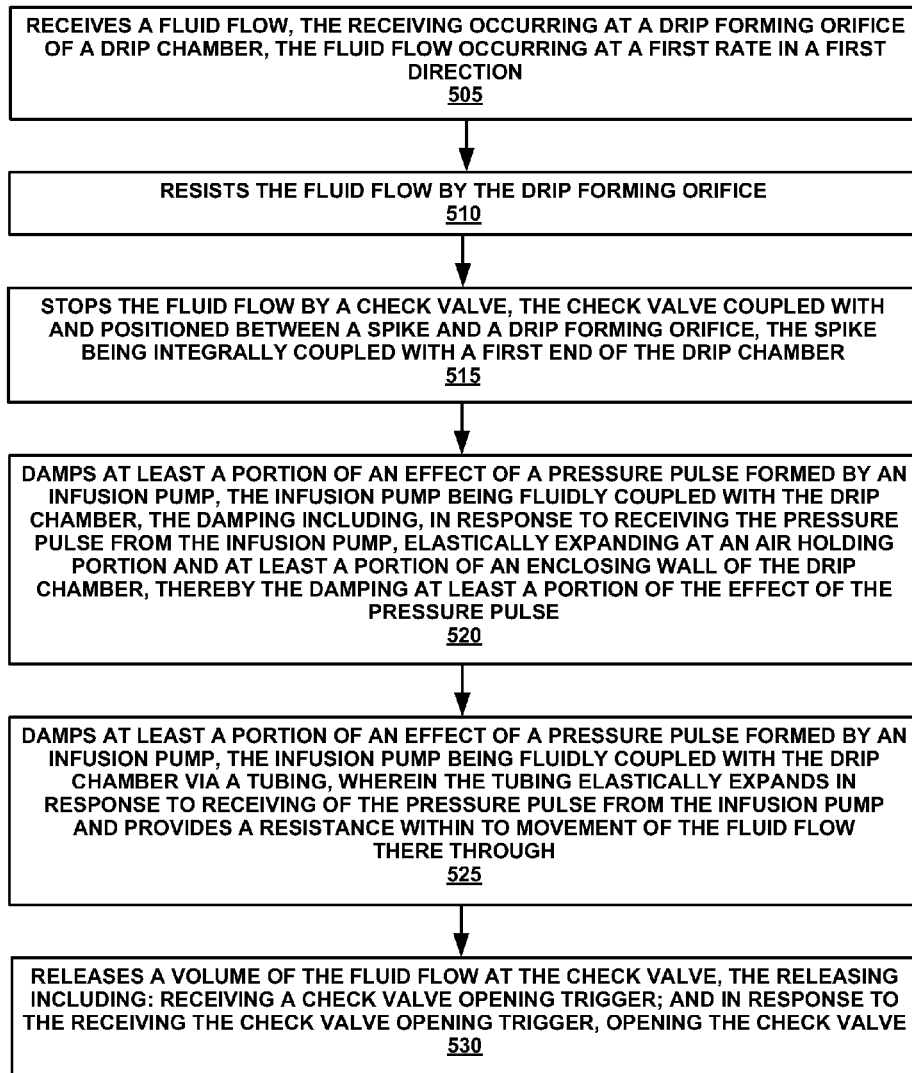 RECEIVES A FLUID FLOW, THE RECEIVING OCCURRING AT A DRIP FORMING ORIFICE
OF A DRIP CHAMBER, THE FLUID FLOW OCCURRING AT A FIRST RATE IN A FIRST
DIRECTION
505
RESISTS THE FLUID FLOW BY THE DRIP FORMING ORIFICE
510
STOPS THE FLUID FLOW BY A CHECK VALVE, THE CHECK VALVE COUPLED WITH
AND POSITIONED BETWEEN A SPIKE AND A DRIP FORMING ORIFICE, THE SPIKE
BEING INTEGRALLY COUPLED WITH A FIRST END OF THE DRIP CHAMBER
515
DAMPS AT LEAST A PORTION OF AN EFFECT OF A PRESSURE PULSE FORMED BY AN
INFUSION PUMP, THE INFUSION PUMP BEING FLUIDLY COUPLED WITH THE DRIP
CHAMBER, THE DAMPING INCLUDING, IN RESPONSE TO RECEIVING THE PRESSURE
PULSE FROM THE INFUSION PUMP, ELASTICALLY EXPANDING AT AN AIR HOLDING
PORTION AND AT LEAST A PORTION OF AN ENCLOSING WALL OF THE DRIP
CHAMBER, THEREBY THE DAMPING AT LEAST A PORTION OF THE EFFECT OF THE
PRESSURE PULSE
520
DAMPS AT LEAST A PORTION OF AN EFFECT OF A PRESSURE PULSE FORMED BY AN
INFUSION PUMP, THE INFUSION PUMP BEING FLUIDLY COUPLED WITH THE DRIP
CHAMBER VIA A TUBING, WHEREIN THE TUBING ELASTICALLY EXPANDS IN
RESPONSE TO RECEIVING OF THE PRESSURE PULSE FROM THE INFUSION PUMP
AND PROVIDES A RESISTANCE WITHIN TO MOVEMENT OF THE FLUID FLOW
THERE THROUGH
525
RELEASES A VOLUME OF THE FLUID FLOW AT THE CHECK VALVE, THE RELEASING
INCLUDING: RECEIVING A CHECK VALVE OPENING TRIGGER; AND IN RESPONSE TO
THE RECEIVING THE CHECK VALVE OPENING TRIGGER, OPENING THE CHECK VALVE
530